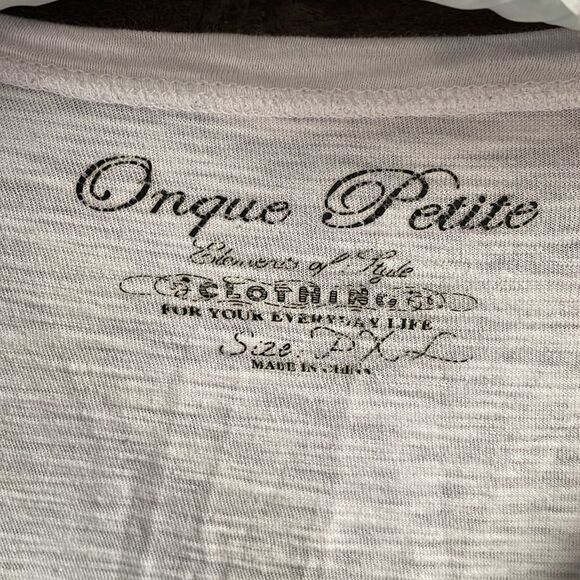 Onque Petite
Elements of Style
CLOTHING
FOR YOUR EVERYDAY LIFE
Size: PXL
MADE IN CHINA